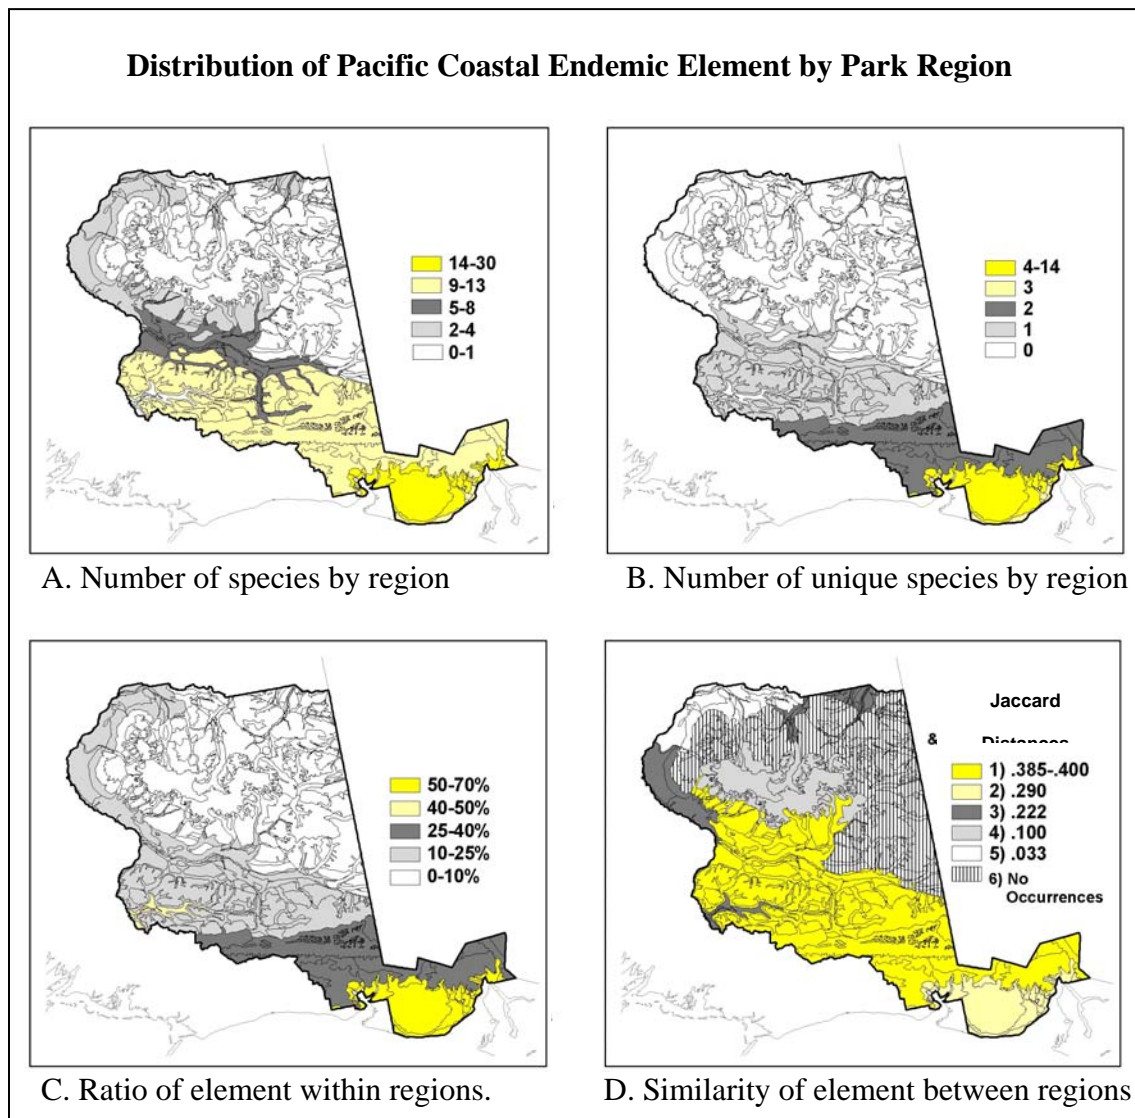 Distribution of Pacific Coastal Endemic Element by Park Region
14-30
9-13
5-8
2-4
0-1
A. Number of species by region
4-14
3
2
1
0
B. Number of unique species by region
50-70%
40-50%
25-40%
10-25%
0-10%
C. Ratio of element within regions.
Jaccard
& Distances
1) .385-.400
2) .290
3) .222
4) .100
5) .033
6) No
Occurrences
D. Similarity of element between regions